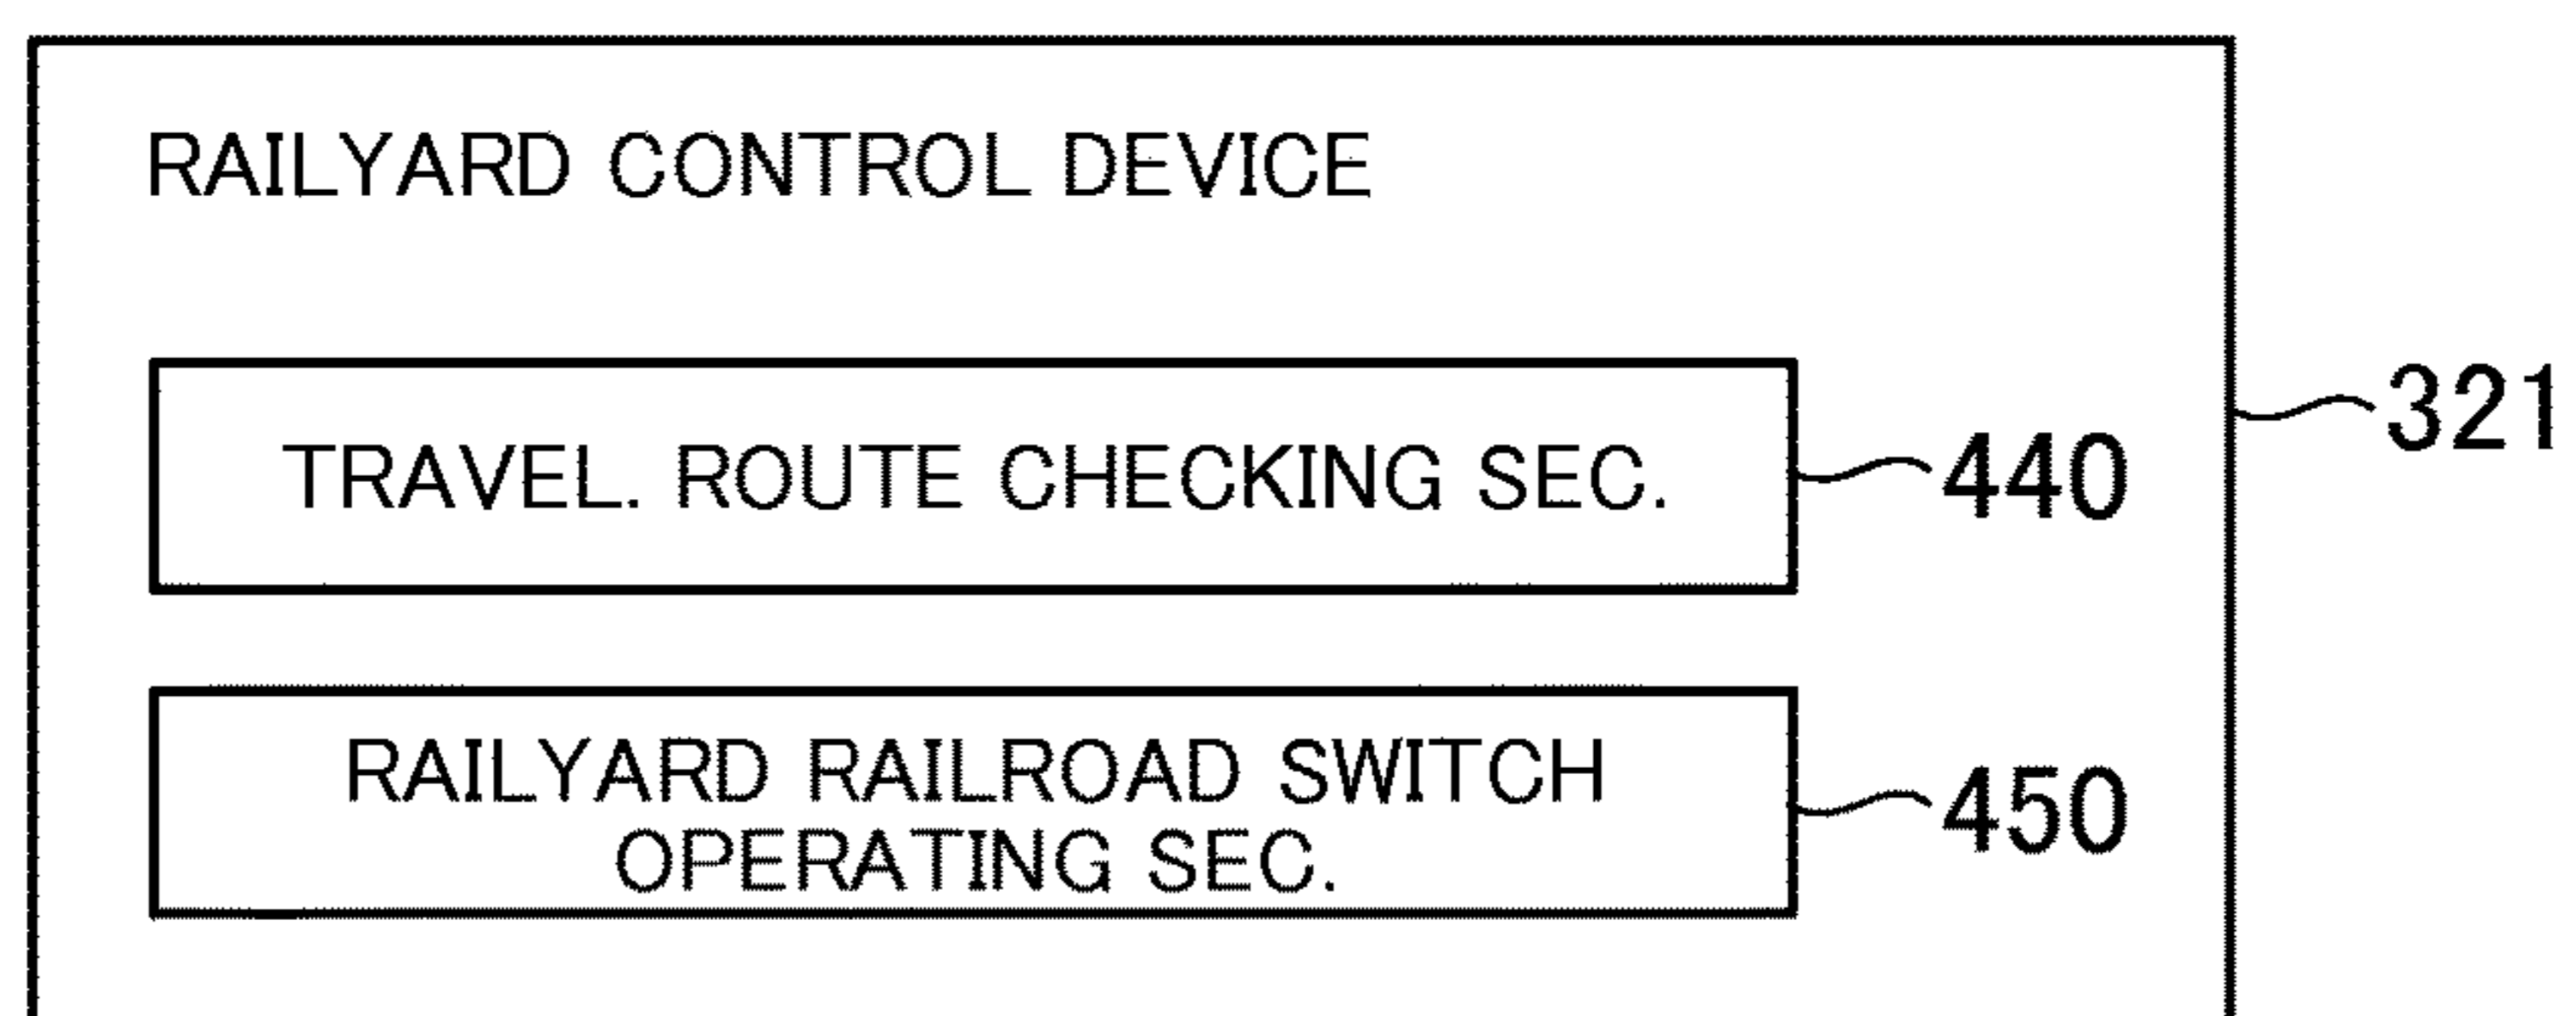 RAILYARD CONTROL DEVICE
321
TRAVEL. ROUTE CHECKING SEC.
440
RAILYARD RAILROAD SWITCH
OPERATING SEC.
450